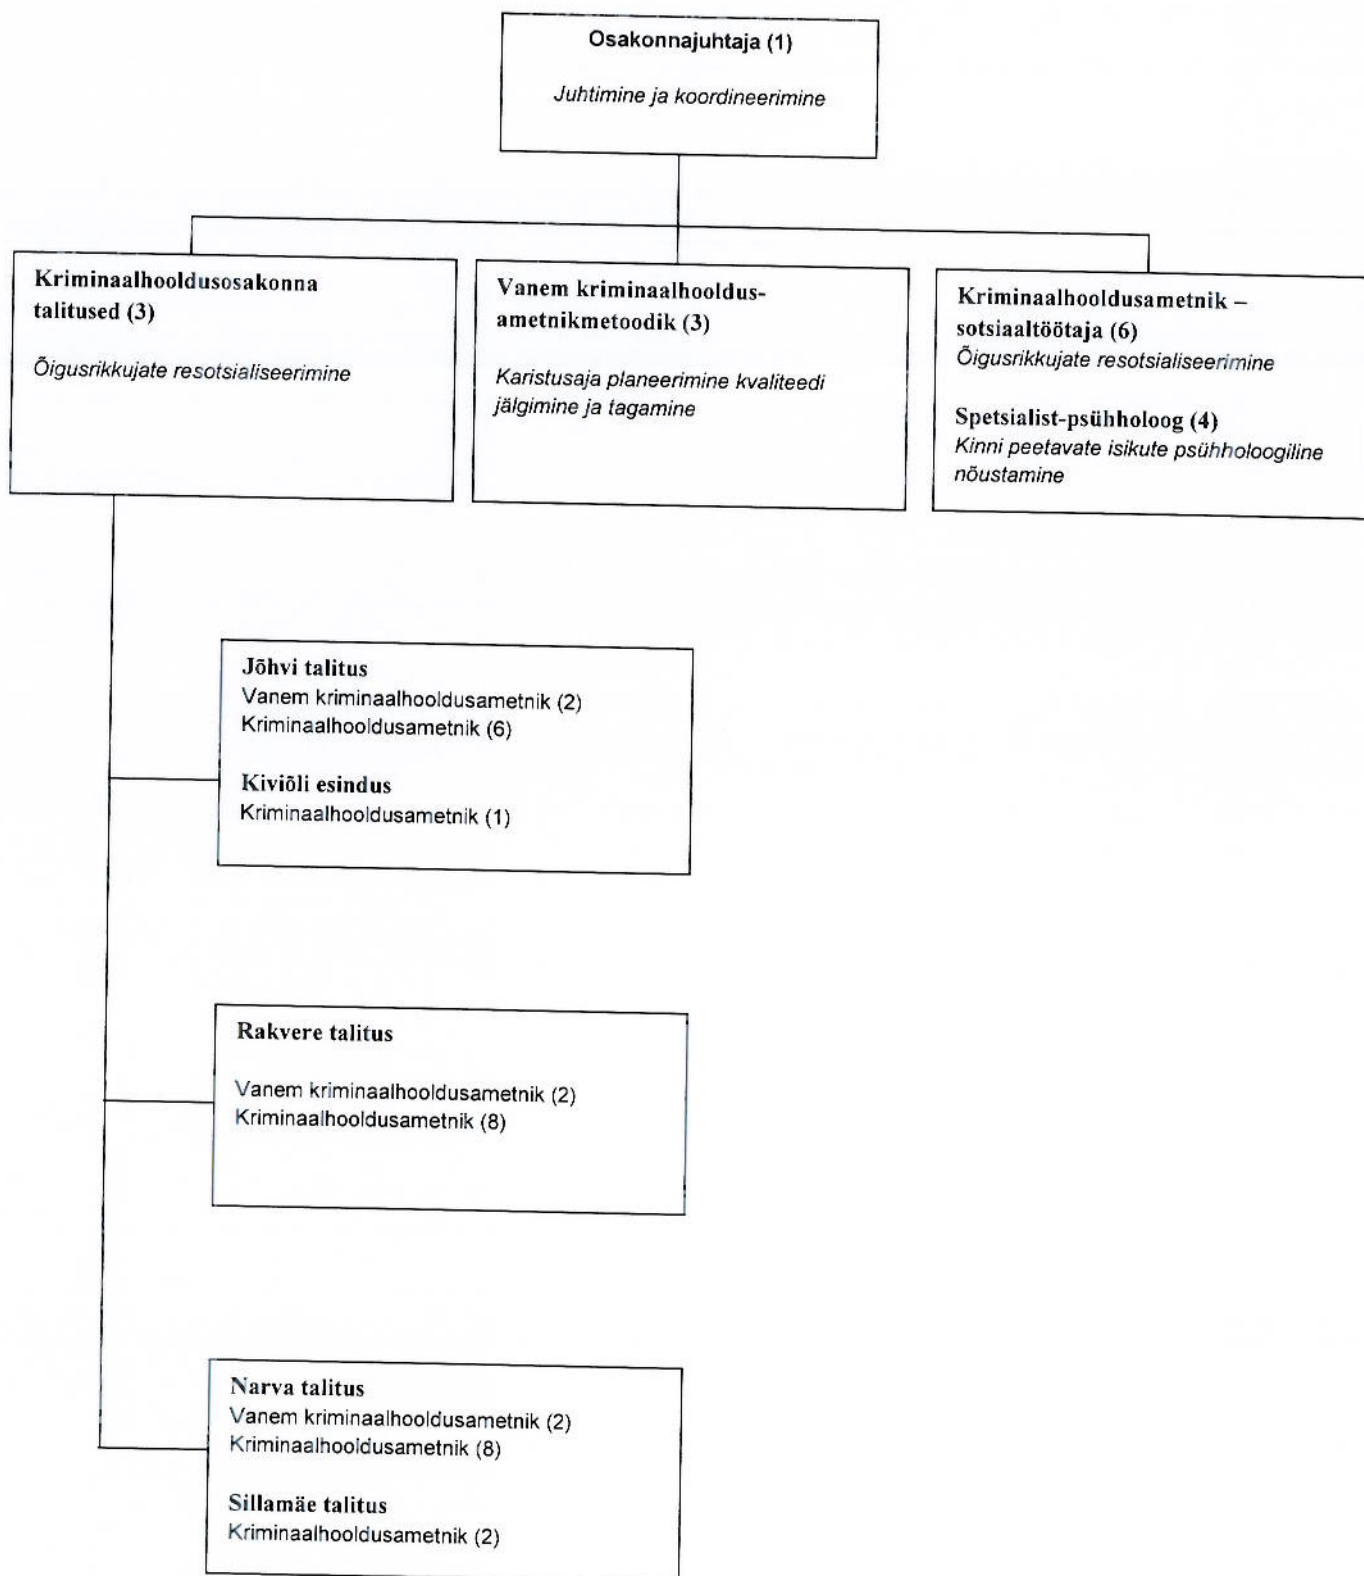 Osakonnajuhtaja (1)
Juhtimine ja koordineerimine
Kriminaalhooldusosakonna
talitused (3)
Õigusrikkujate resotsialiseerimine
Vanem kriminaalhooldus-
ametnikmetoodik (3)
Karistusaja planeerimine kvaliteedi
jälgimine ja tagamine
Kriminaalhooldusametnik –
sotsiaaltöötaja (6)
Õigusrikkujate resotsialiseerimine
Spetsialist-psühholoog (4)
Kinni peetavate isikute psühholoogiline
nõustamine
Jõhvi talitus
Vanem kriminaalhooldusametnik (2)
Kriminaalhooldusametnik (6)
Kiviõli esindus
Kriminaalhooldusametnik (1)
Rakvere talitus
Vanem kriminaalhooldusametnik (2)
Kriminaalhooldusametnik (8)
Narva talitus
Vanem kriminaalhooldusametnik (2)
Kriminaalhooldusametnik (8)
Sillamäe talitus
Kriminaalhooldusametnik (2)